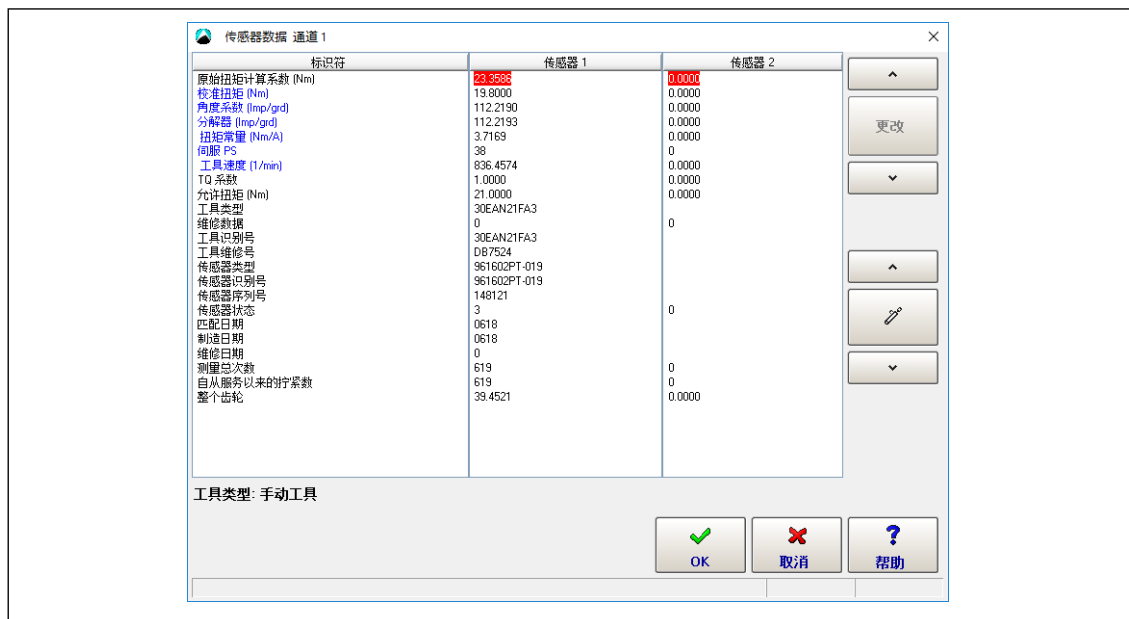 传感器数据 通道 1
标识符 传感器 1 传感器 2
原始扭矩计算系数 (Nm) 23.3586 0.0000
校准扭矩 (Nm) 19.8000 0.0000
角度系数 (Imp/grd) 112.2190 0.0000
分解器 (Imp/grd) 112.2193 0.0000
扭矩常量 (Nm/A) 3.7169 0.0000
伺服 PS 38 0
工具速度 (1/min) 836.4574 0.0000
TQ 系数 1.0000 0.0000
允许扭矩 (Nm) 21.0000 0.0000
工具类型 30EAN21FA3
维修数据 0 0
工具识别号 30EAN21FA3
工具维修号 DB7524
传感器类型 961602PT-019
传感器识别号 961602PT-019
传感器序列号 148121
传感器状态 3 0
匹配日期 0618
制造日期 0618
维修日期 0
测量总次数 619 0
自从服务以来的拧紧数 619 0
整个齿轮 39.4521 0.0000
更改
工具类型: 手动工具
OK 取消 帮助